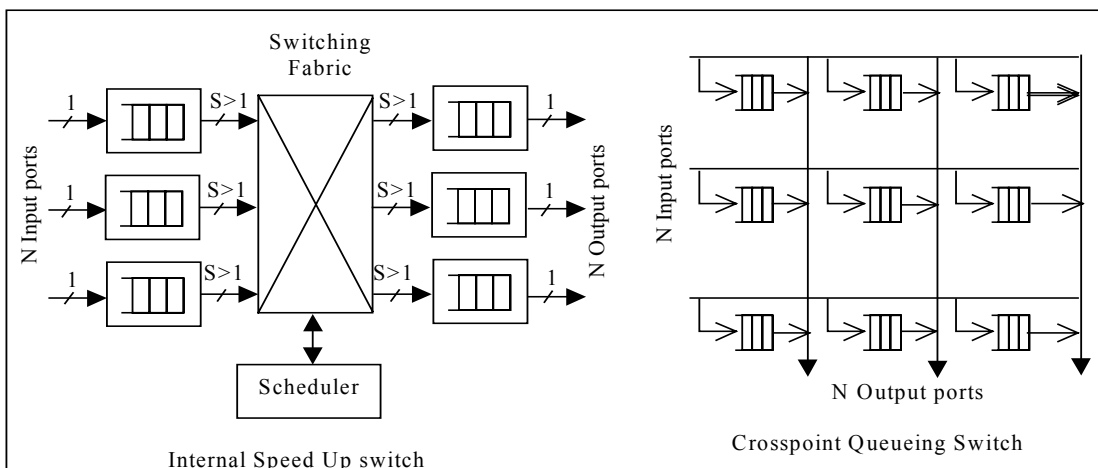 Switching
Fabric
1
S>1
S>1
1
1
S>1
S>1
1
1
S>1
S>1
1
N Input ports
N Output ports
Scheduler
Internal Speed Up switch
N Input ports
N Output ports
Crosspoint Queueing Switch